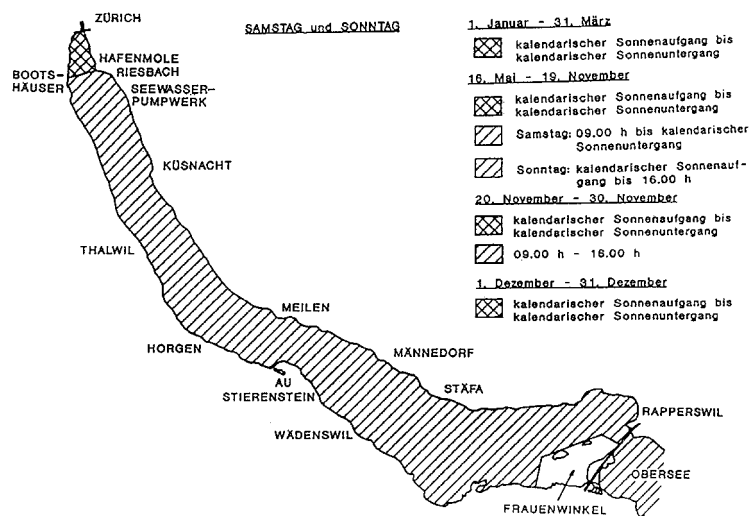 ZÜRICH
SAMSTAG und SONNTAG
HAFENMOLE
RIESBACH
BOOTS-
HÄUSER
SEEWASSER-
PUMPWERK
KÜSNACHT
THALWIL
MEILEN
HORGEN
MÄNNEDORF
AU
STIERENSTEIN
STÄFA
WÄDENSWIL
RAPPERSWIL
OBERSEE
FRAUENWINKEL
1. Januar - 31. März
kalendarischer Sonnenaufgang bis
kalendarischer Sonnenuntergang
16. Mai - 19. November
kalendarischer Sonnenaufgang bis
kalendarischer Sonnenuntergang
Samstag: 09.00 h bis kalendarischer
Sonnenuntergang
Sonntag: kalendarischer Sonnenauf-
gang bis 16.00 h
20. November - 30. November
kalendarischer Sonnenaufgang bis
kalendarischer Sonnenuntergang
09.00 h - 16.00 h
1. Dezember - 31. Dezember
kalendarischer Sonnenaufgang bis
kalendarischer Sonnenuntergang